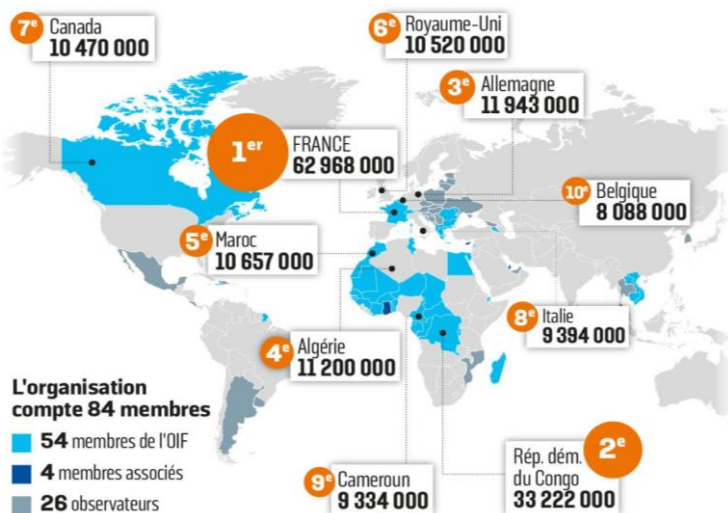 7e Canada
10 470 000
6e Royaume-Uni
10 520 000
3e Allemagne
11 943 000
1er FRANCE
62 968 000
10e Belgique
8 088 000
5e Maroc
10 657 000
8e Italie
9 394 000
4e Algérie
11 200 000
L'organisation
compte 84 membres
54 membres de l'OIF
4 membres associés
26 observateurs
9e Cameroun
9 334 000
Rép. dém. 2e
du Congo
33 222 000